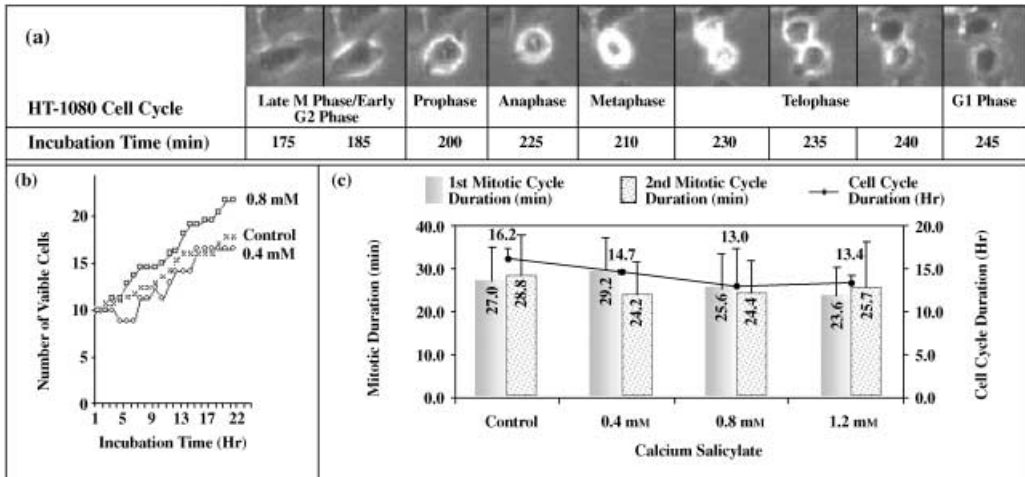 (a)
HT-1080 Cell Cycle
Late M Phase/Early
G2 Phase
Prophase
Anaphase
Metaphase
Telophase
G1 Phase
Incubation Time (min)
175
185
200
225
210
230
235
240
245
(b)
Number of Vaible Cells
20
15
10
5
0
0.8 mM
Control
0.4 mM
1 5 9 13 17 22
Incubation Time (Hr)
(c)
1st Mitotic Cycle
Duration (min)
2nd Mitotic Cycle
Duration (min)
Cell Cycle
Duration (Hr)
Mitotic Duration (min)
40.0
30.0
20.0
10.0
0.0
16.2
14.7
13.0
13.4
27.0
28.8
29.2
24.2
25.6
24.4
23.6
25.7
20.0
15.0
10.0
5.0
0.0
Cell Cycle Duration (Hr)
Control
0.4 mM
0.8 mM
1.2 mM
Calcium Salicylate